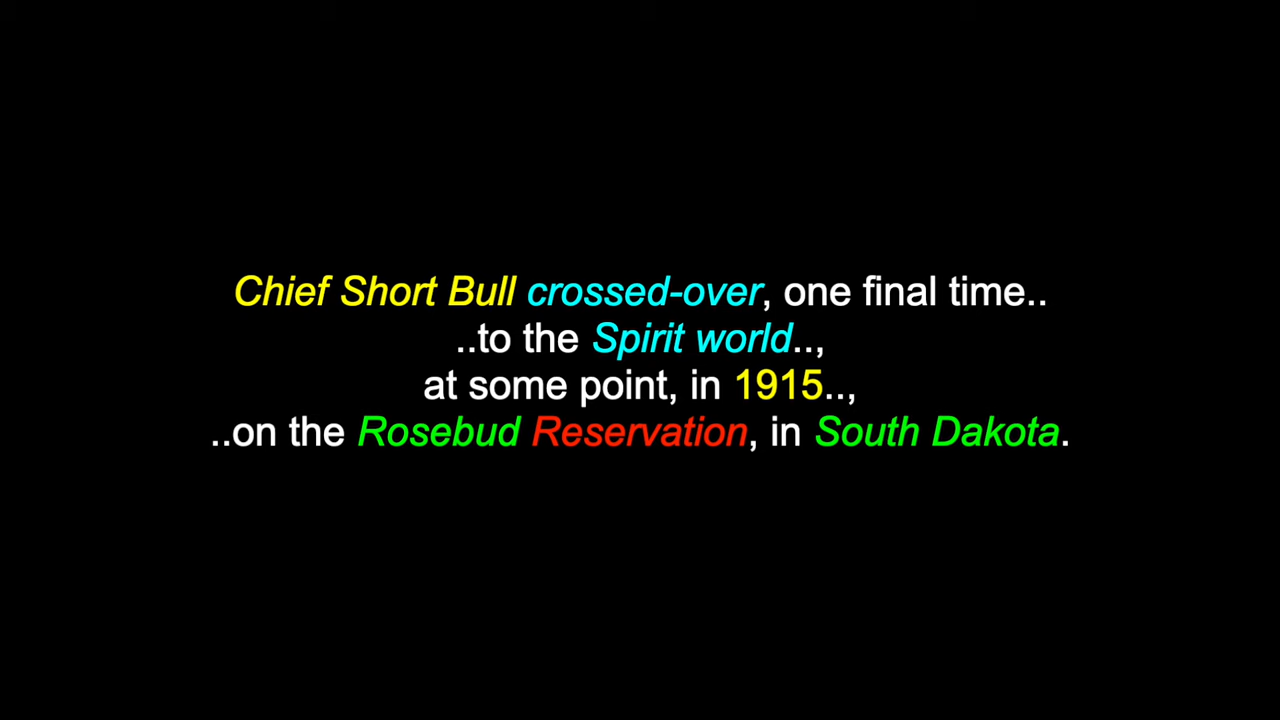 Chief Short Bull crossed-over, one final time..
..to the Spirit world..,
at some point, in 1915..,
..on the Rosebud Reservation, in South Dakota.